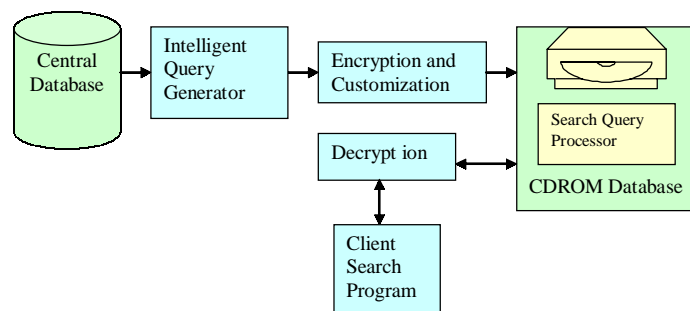 Central
Database
Intelligent
Query
Generator
Encryption and
Customization
Search Query
Processor
CDROM Database
Decrypt ion
Client
Search
Program